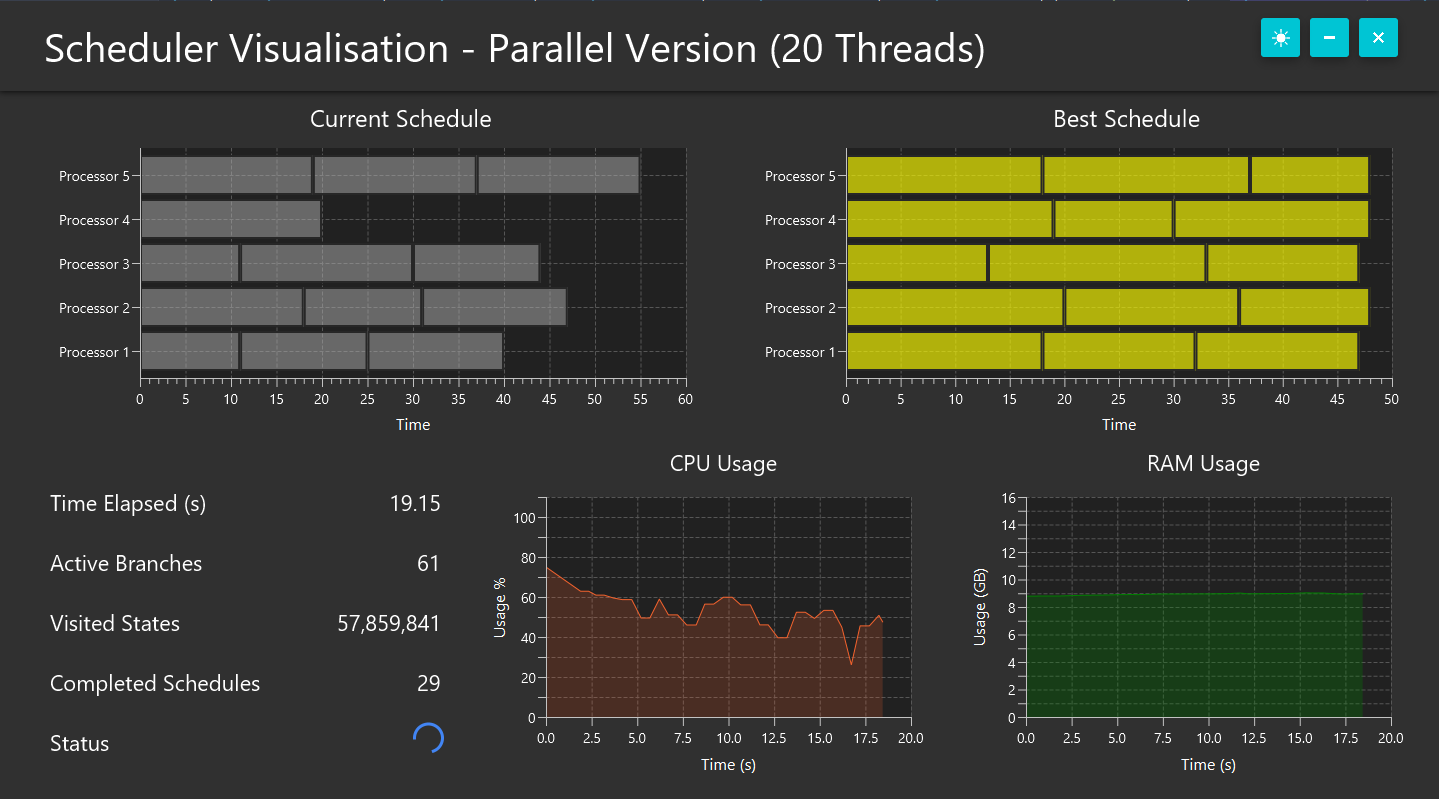 Scheduler Visualisation - Parallel Version (20 Threads)
Current Schedule
Processor 5
Processor 4
Processor 3
Processor 2
Processor 1
0 5 10 15 20 25 30 35 40 45 50 55 60
Time
Best Schedule
Processor 5
Processor 4
Processor 3
Processor 2
Processor 1
0 5 10 15 20 25 30 35 40 45 50
Time
Time Elapsed (s) 19.15
Active Branches 61
Visited States 57,859,841
Completed Schedules 29
Status
CPU Usage
Usage %
100
80
60
40
20
0
0.0 2.5 5.0 7.5 10.0 12.5 15.0 17.5 20.0
Time (s)
RAM Usage
Usage (GB)
16
14
12
10
8
6
4
2
0
0.0 2.5 5.0 7.5 10.0 12.5 15.0 17.5 20.0
Time (s)